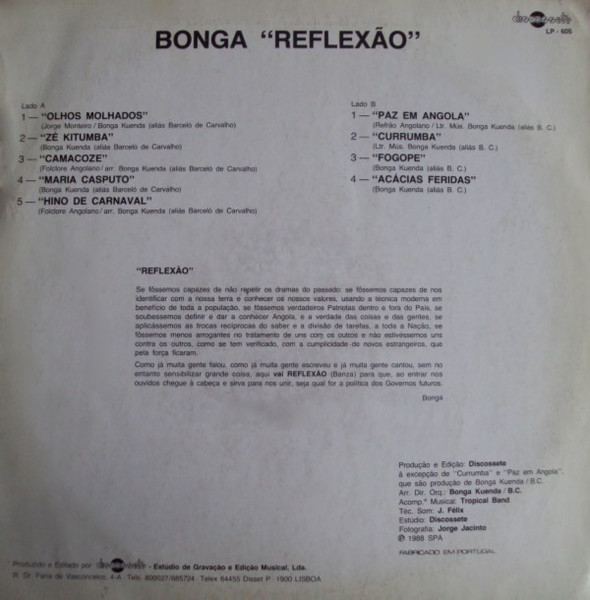 discossete
LP - 605
BONGA "REFLEXÃO"
Lado A
1 — "OLHOS MOLHADOS"
(Jorge Monteiro / Bonga Kuenda (aliás Barceló de Carvalho)
2 — "ZÉ KITUMBA"
(Bonga Kuenda (aliás Barceló de Carvalho)
3 — "CAMACOZE"
(Folclore Angolano / arr. Bonga Kuenda (aliás Barceló de Carvalho)
4 — "MARIA CASPUTO"
(Bonga Kuenda (aliás Barceló de Carvalho)
5 — "HINO DE CARNAVAL"
(Folclore Angolano / arr. Bonga Kuenda (aliás Barceló de Carvalho)
Lado B
1 — "PAZ EM ANGOLA"
(Refrão Angolano / Ltr. Mús. Bonga Kuenda (aliás B. C.)
2 — "CURRUMBA"
(Ltr. Mús. Bonga Kuenda (aliás B. C.)
3 — "FOGOPE"
(Bonga Kuenda (aliás B. C.)
4 — "ACÁCIAS FERIDAS"
(Bonga Kuenda (aliás B. C.)
"REFLEXÃO"
Se fôssemos capazes de não repetir os dramas do passado; se fôssemos capazes de nos
identificar com a nossa terra e conhecer os nossos valores, usando a técnica moderna em
benefício de toda a população, se fôssemos verdadeiros Patriotas dentro e fora do País, se
soubessemos definir e dar a conhecer Angola, e a verdade das coisas e das gentes, se
aplicássemos as trocas recíprocas do saber e a divisão de tarefas, a toda a Nação, se
fôssemos menos arrogantes no tratamento de uns com os outros e não estivéssemos uns
contra os outros, como se tem verificado, com a cumplicidade de novos estrangeiros, que
pela força ficaram.
Como já muita gente falou, como já muita gente escreveu e já muita gente cantou, sem no
entanto sensibilizar grande coisa, aqui vai REFLEXÃO (Banza) para que, ao entrar nos
ouvidos chegue à cabeça e sirva para nos unir, seja qual for a política dos Governos futuros.
Bonga
Produção e Edição: Discossete
à excepção de "Currumba" e "Paz em Angola".
que são produção de Bonga Kuenda / B.C.
Arr. Dir. Orq.: Bonga Kuenda / B.C.
Acomp.º Musical: Tropical Band
Téc. Som: J. Félix
Estúdio: Discossete
Fotografia: Jorge Jacinto
℗ 1988 SPA
FABRICADO EM PORTUGAL
Produzido e Editado por discossete - Estúdio de Gravação e Edição Musical, Lda.
R. Dr. Faria de Vasconcelos, 4-A · Tels. 800027/685724 · Telex 64455 Disset P · 1900 LISBOA